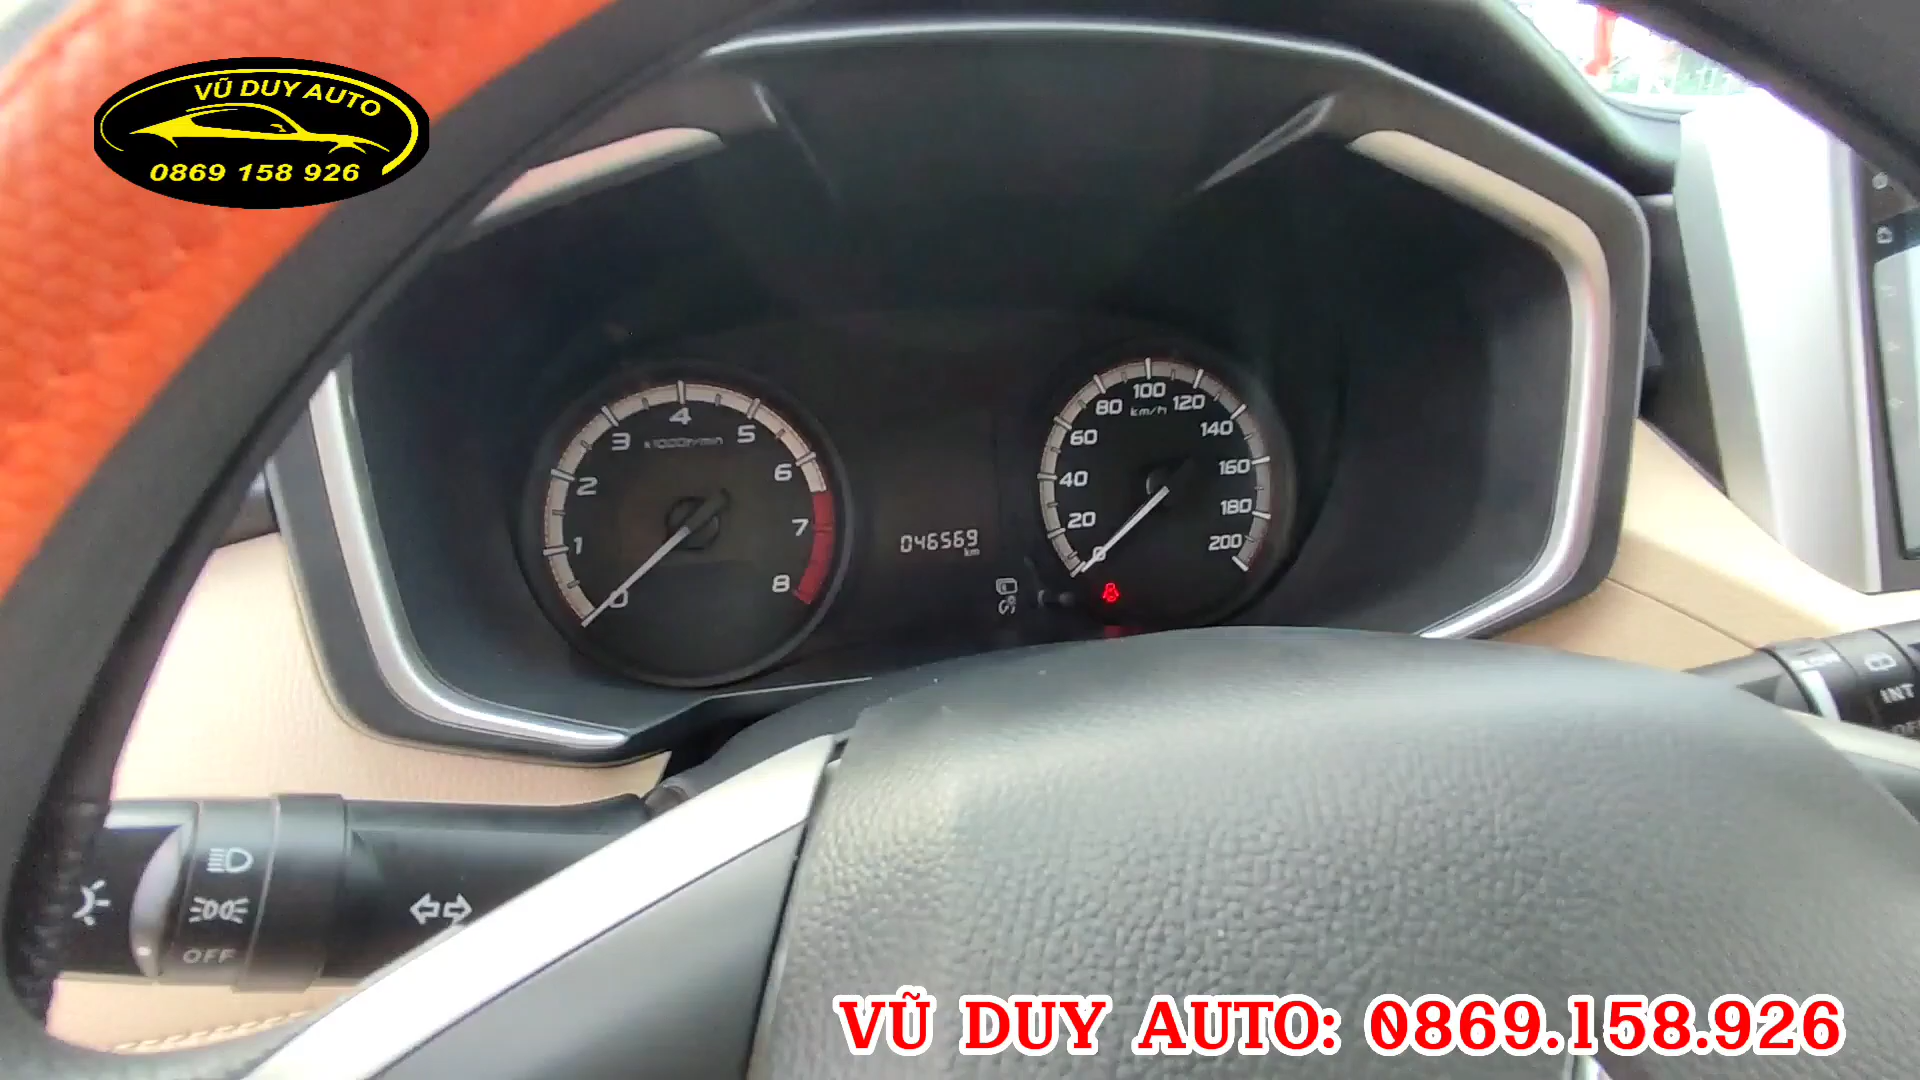 VŨ DUY AUTO
0869 158 926
0 1 2 3 4 5 6 7 8
x1000r/min
046569
km
0 20 40 60 80 100 120 140 160 180 200
km/h
INT
OFF
VŨ DUY AUTO: 0869.158.926